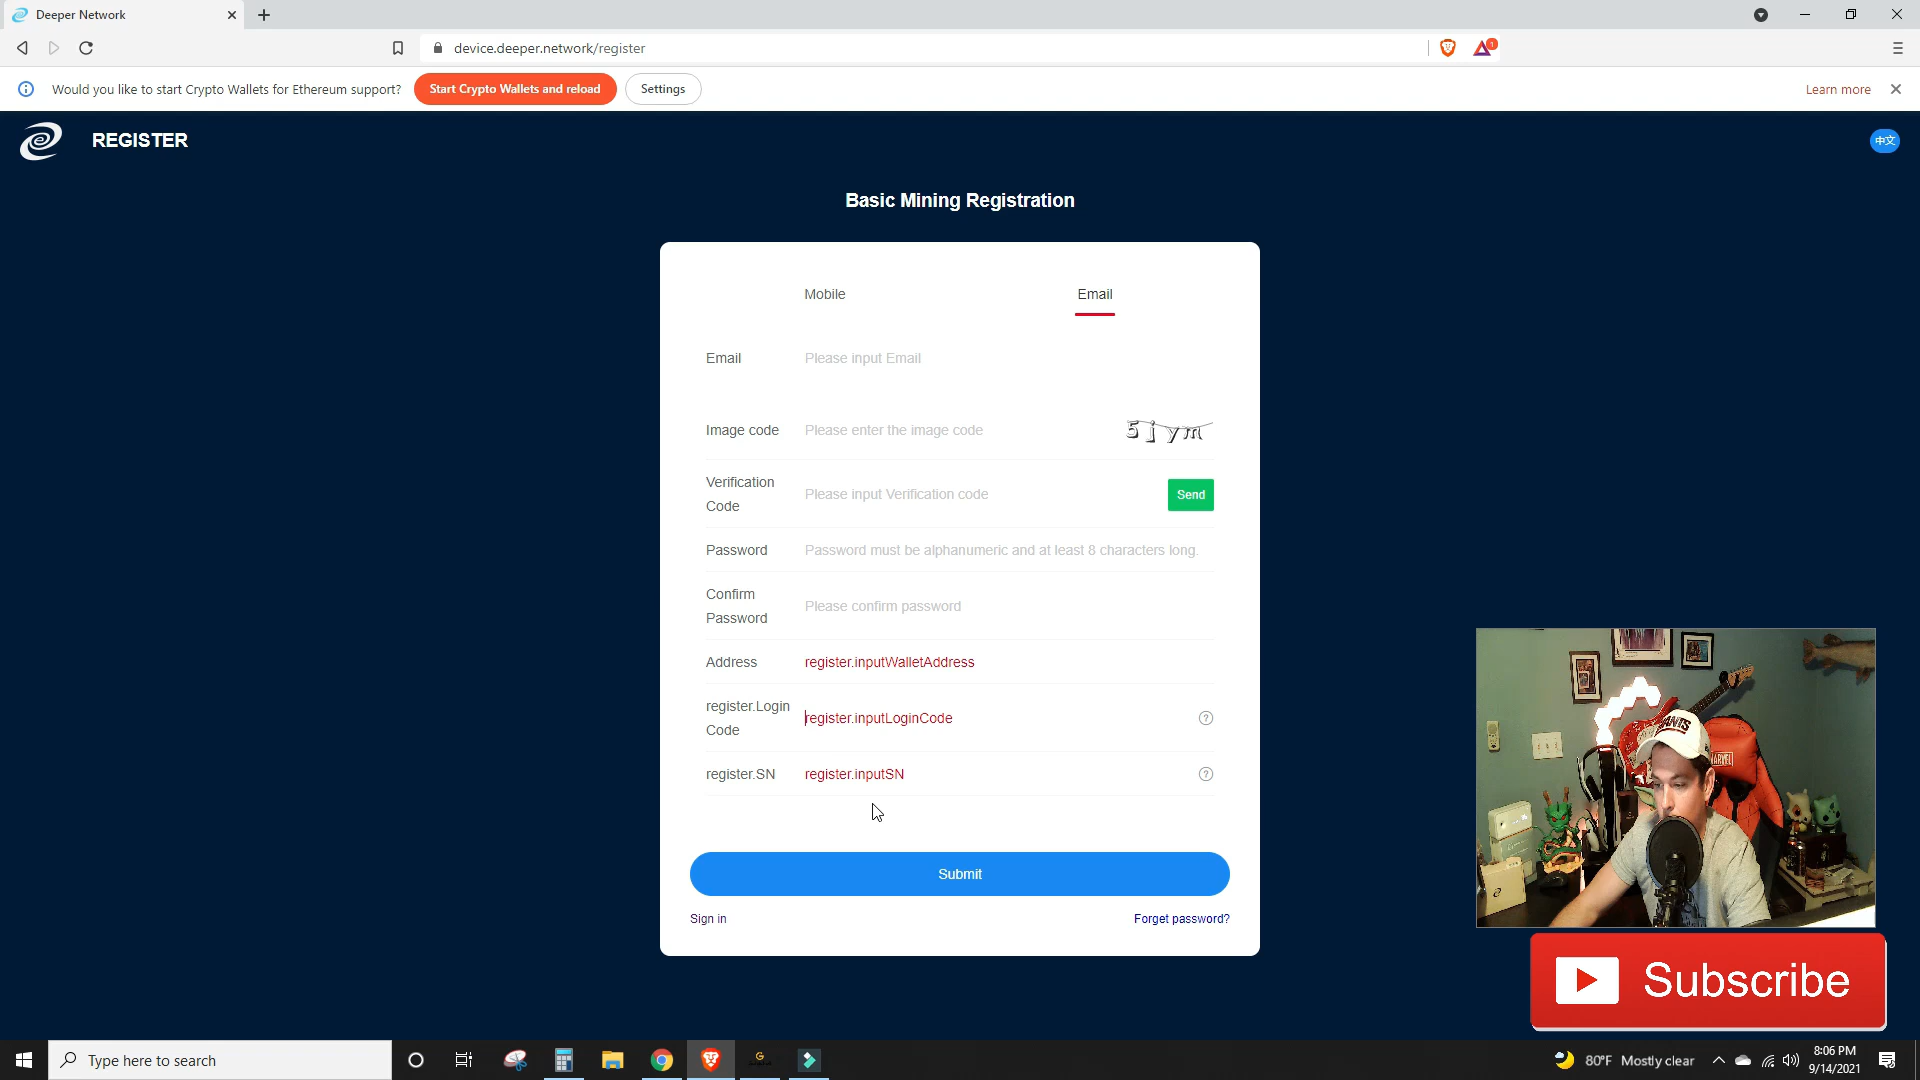 Deeper Network
device.deeper.network/register
1
Would you like to start Crypto Wallets for Ethereum support? Start Crypto Wallets and reload Settings Learn more
REGISTER
中文
Basic Mining Registration
Mobile Email
Email Please input Email
Image code Please enter the image code 5jym
Verification
Code
Please input Verification code Send
Password Password must be alphanumeric and at least 8 characters long.
Confirm
Password
Please confirm password
Address register.inputWalletAddress
register.Login
Code
register.inputLoginCode ?
register.SN register.inputSN ?
Submit
Sign in Forget password?
GIANTS
MARVEL
Subscribe
Type here to search
80°F Mostly clear
8:06 PM
9/14/2021